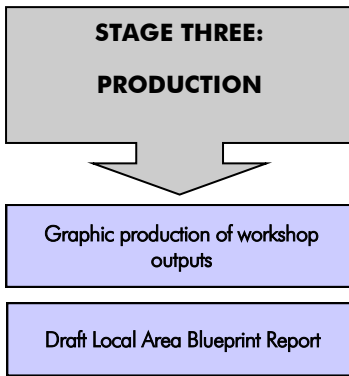 STAGE THREE:
PRODUCTION
Graphic production of workshop
outputs
Draft Local Area Blueprint Report